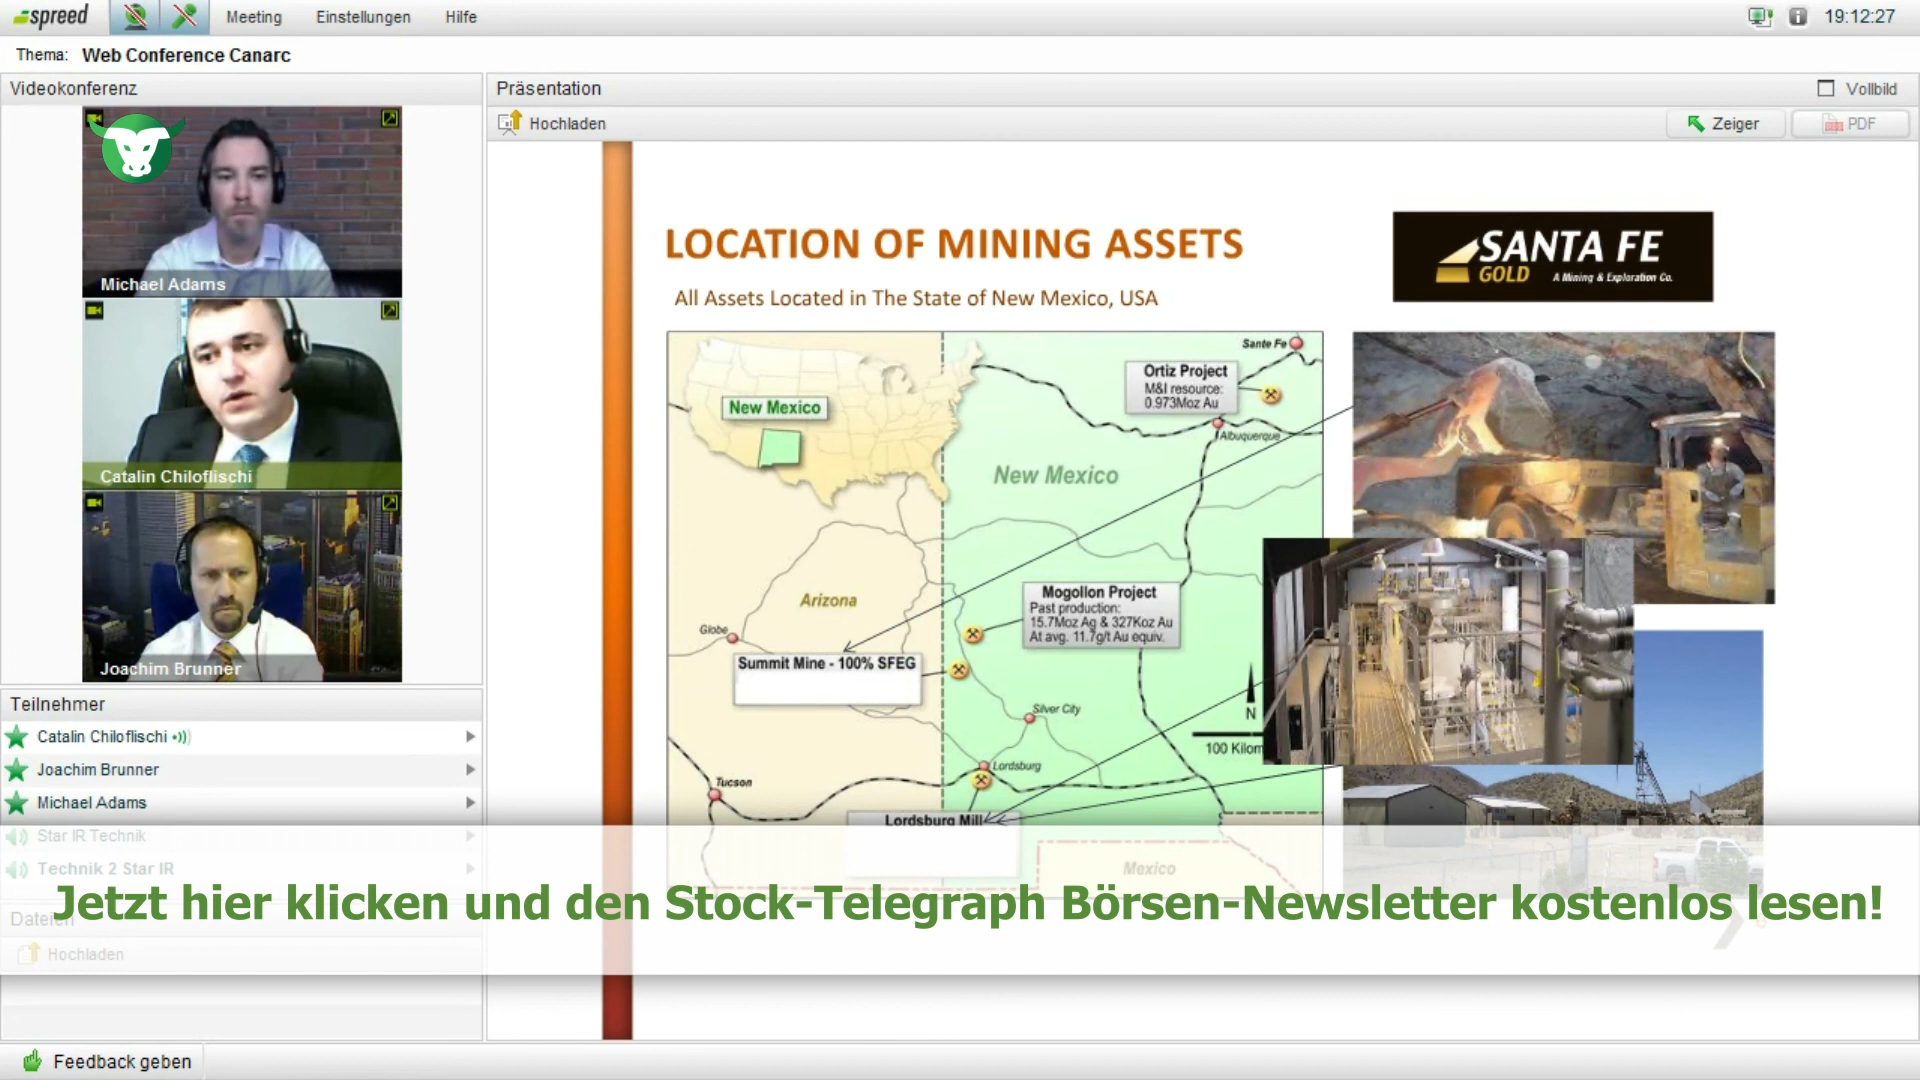 spreed
Meeting
Einstellungen
Hilfe
19:12:27
Thema: Web Conference Canarc
Videokonferenz
Michael Adams
Catalin Chiloflischi
Joachim Brunner
Teilnehmer
Catalin Chiloflischi
Joachim Brunner
Michael Adams
Star IR Technik
Technik 2 Star IR
Dateien
Hochladen
Feedback geben
Präsentation
Vollbild
Hochladen
Zeiger
PDF
LOCATION OF MINING ASSETS
All Assets Located in The State of New Mexico, USA
SANTA FE
GOLD
A Mining & Exploration Co.
Sante Fe
Ortiz Project
M&I resource:
0.973Moz Au
New Mexico
Albuquerque
New Mexico
Mogollon Project
Past production:
15.7Moz Ag & 327Koz Au
At avg. 11.7g/t Au equiv.
Arizona
Globe
Summit Mine - 100% SFEG
Silver City
N
100 Kilom
Lordsburg
Tucson
Lordsburg Mill
Mexico
Jetzt hier klicken und den Stock-Telegraph Börsen-Newsletter kostenlos lesen!